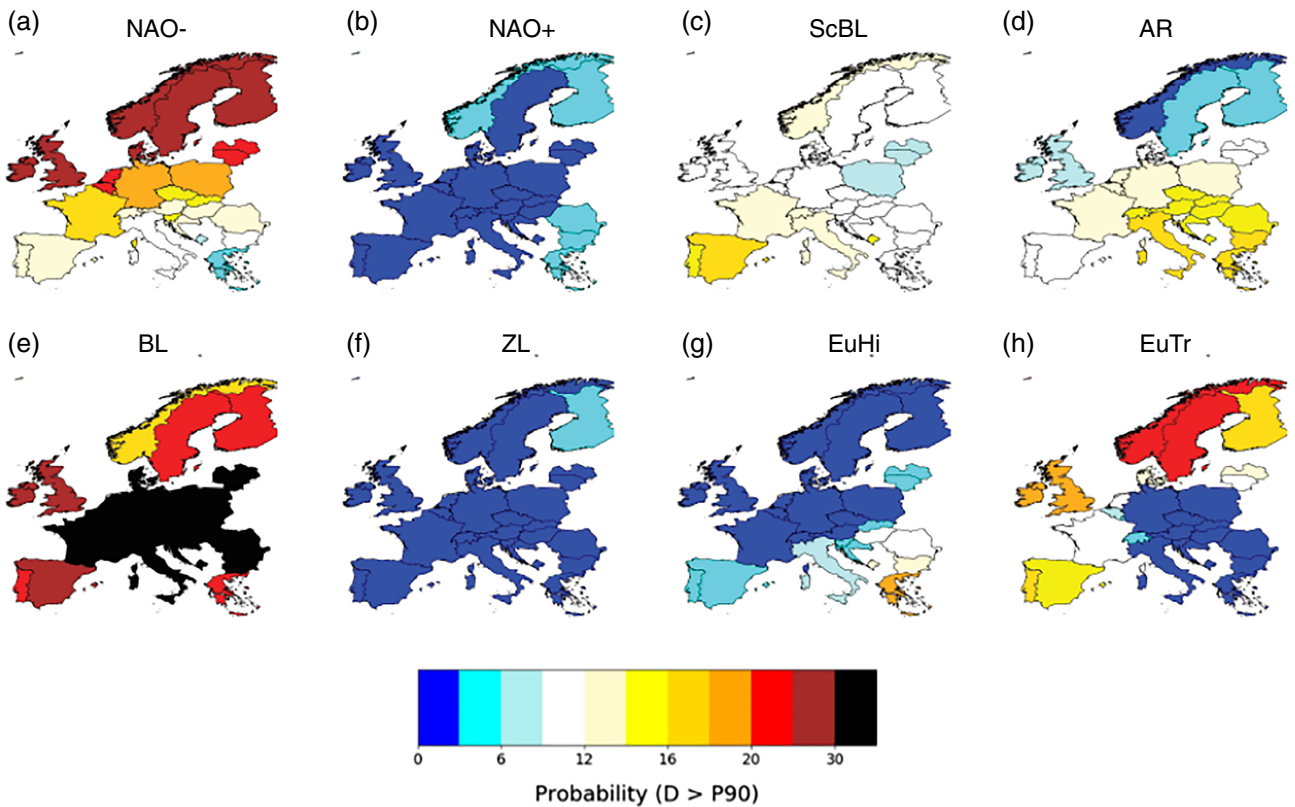 (a) NAO-
(b) NAO+
(c) ScBL
(d) AR
(e) BL
(f) ZL
(g) EuHi
(h) EuTr
0 6 12 16 20 30
Probability (D > P90)